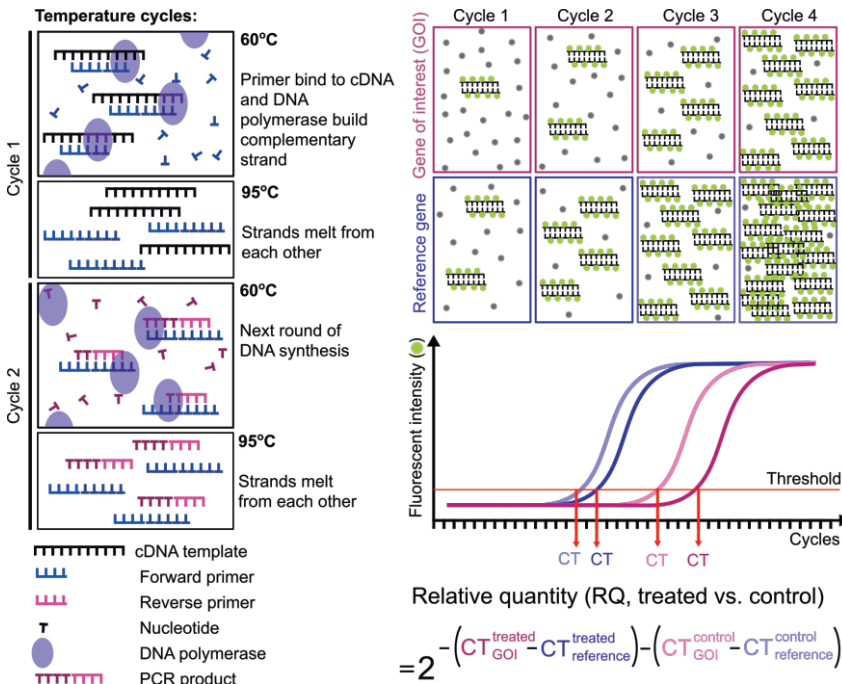 Temperature cycles:
Cycle 1
60ºC
Primer bind to cDNA
and DNA
polymerase build
complementary
strand
95ºC
Strands melt from
each other
Cycle 2
60ºC
Next round of
DNA synthesis
95ºC
Strands melt
from each other
cDNA template
Forward primer
Reverse primer
Nucleotide
DNA polymerase
PCR product
Cycle 1 Cycle 2 Cycle 3 Cycle 4
Gene of interest (GOI)
Reference gene
Fluorescent intensity ( )
Threshold
Cycles
CT CT CT CT
Relative quantity (RQ, treated vs. control)
=2^-(CT^treated_GOI-CT^treated_reference)-(CT^control_GOI-CT^control_reference)